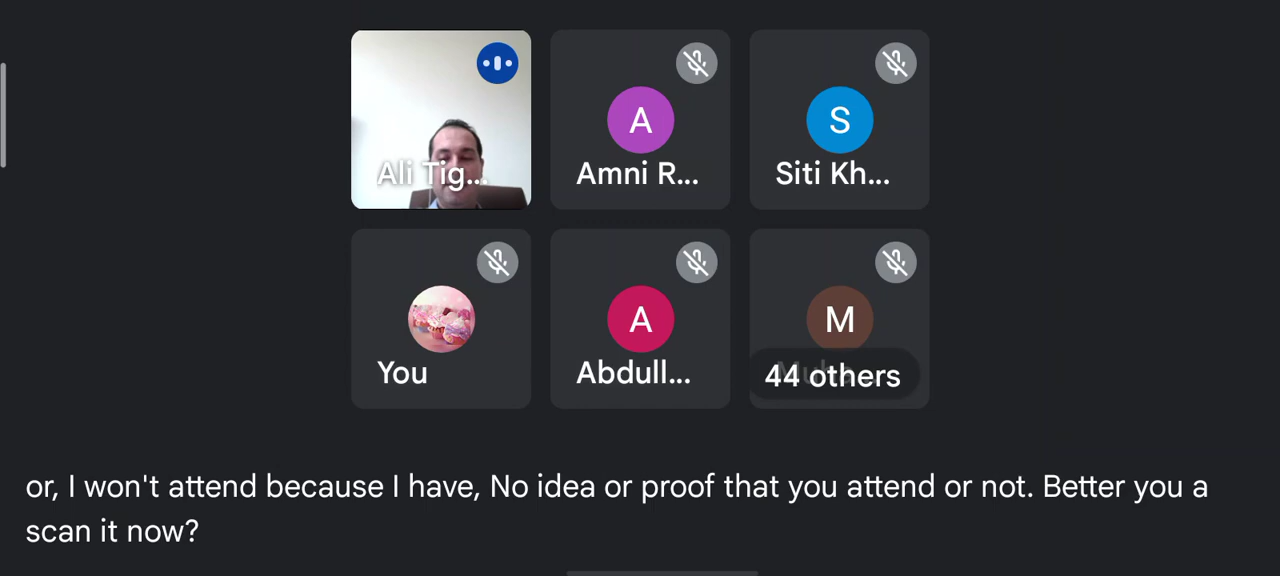 Ali Tig...
A
Amni R...
S
Siti Kh...
You
A
Abdull...
M
44 others
or, I won't attend because I have, No idea or proof that you attend or not. Better you a
scan it now?